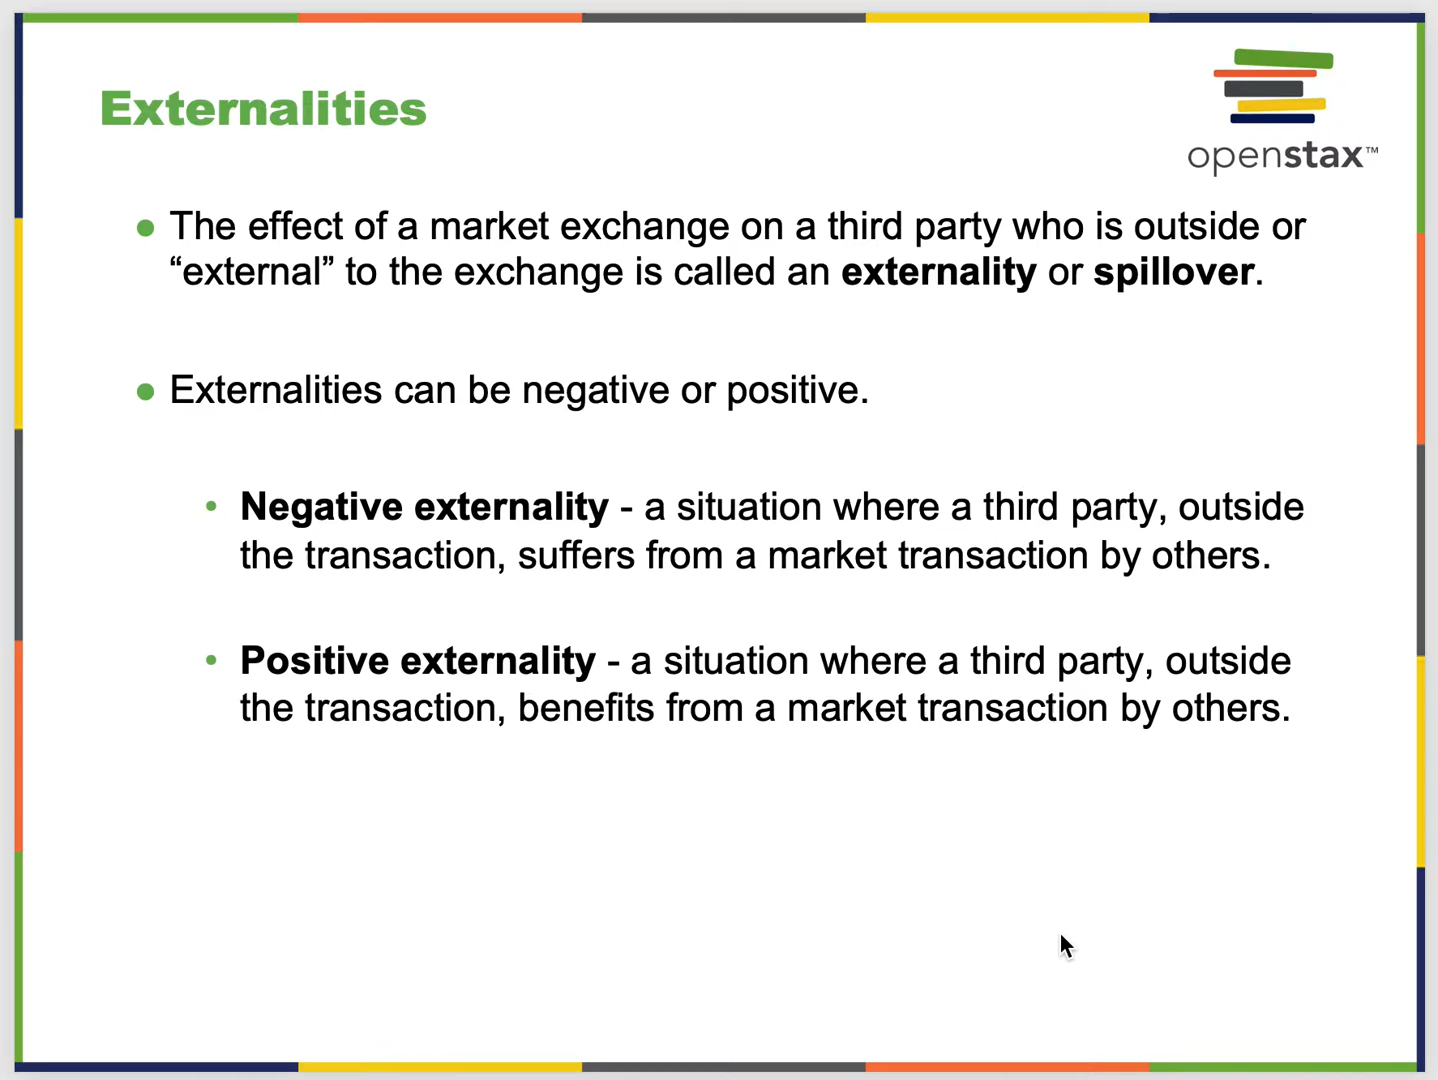 Externalities
openstax™
● The effect of a market exchange on a third party who is outside or
“external” to the exchange is called an externality or spillover.
● Externalities can be negative or positive.
• Negative externality - a situation where a third party, outside
the transaction, suffers from a market transaction by others.
• Positive externality - a situation where a third party, outside
the transaction, benefits from a market transaction by others.